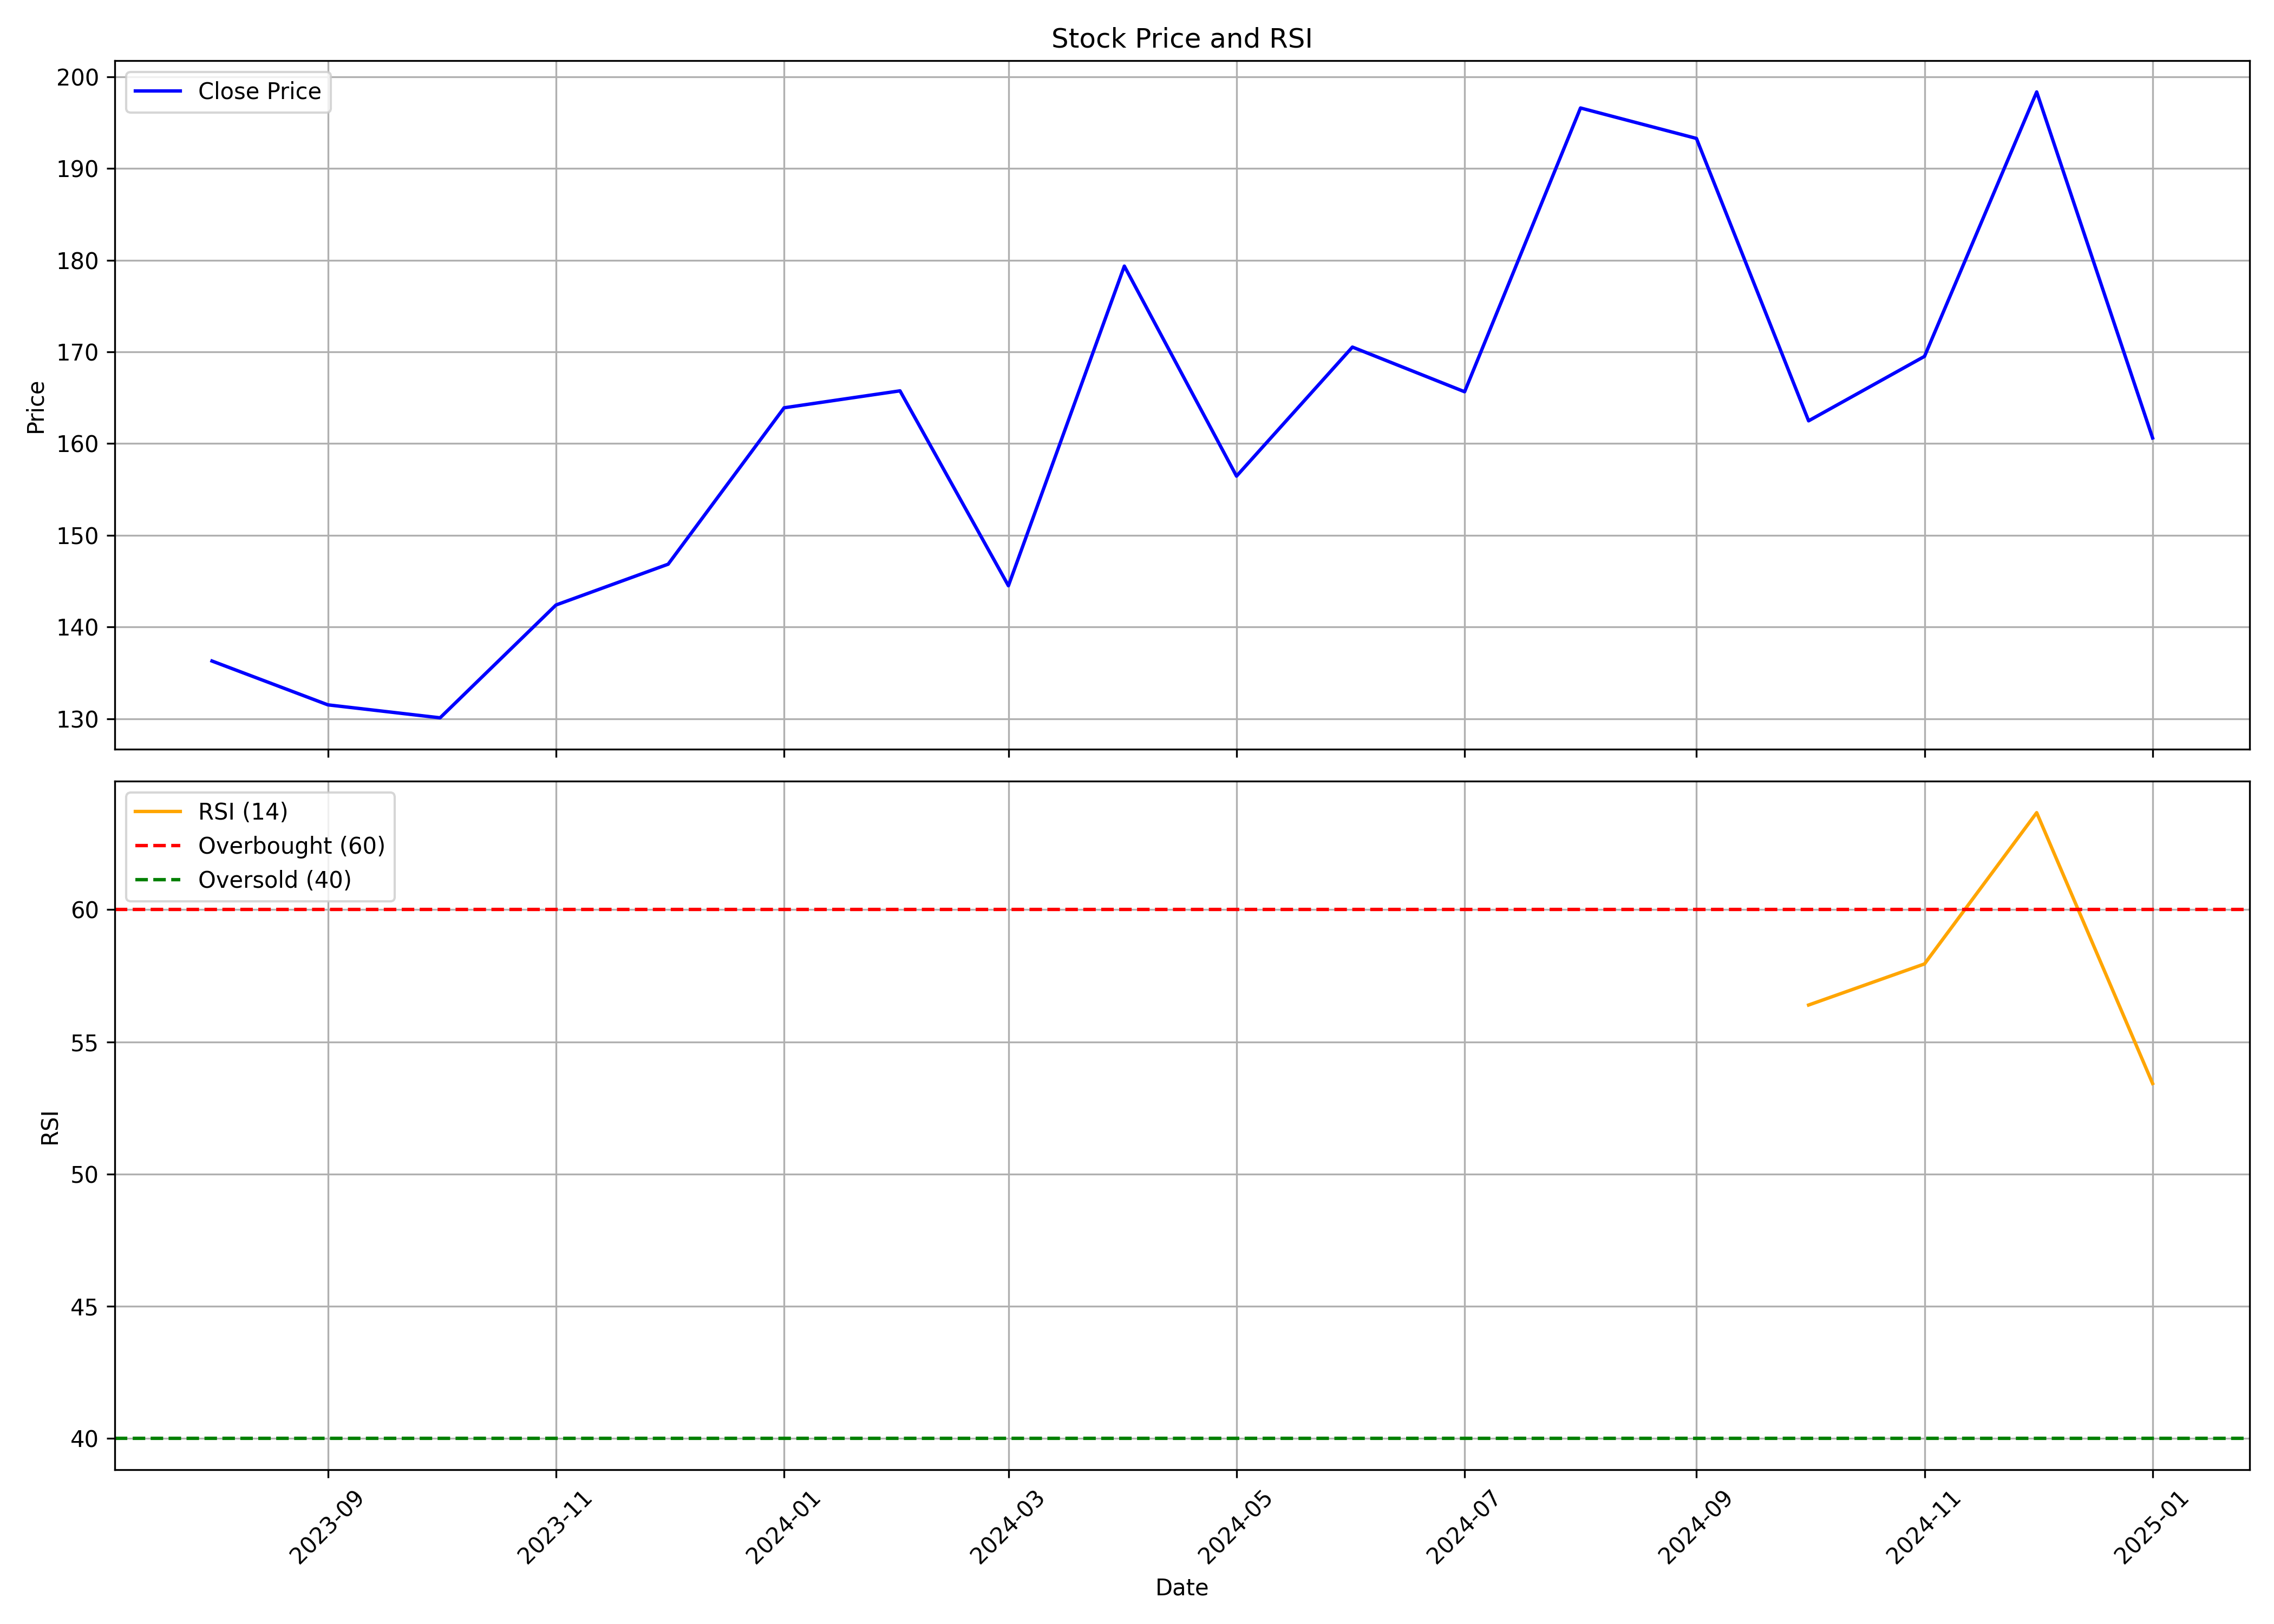 Stock Price and RSI
Close Price
200
190
180
170
160
150
140
130
Price
RSI (14)
Overbought (60)
Oversold (40)
60
55
50
45
40
RSI
2023-09
2023-11
2024-01
2024-03
2024-05
2024-07
2024-09
2024-11
2025-01
Date